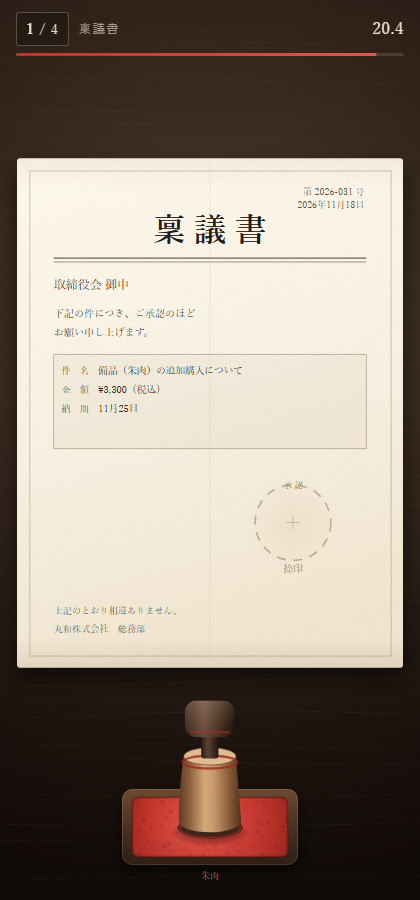 1 / 4 稟議書 20.4
第 2026-031 号
2026年11月18日
稟議書
取締役会 御中
下記の件につき、ご承認のほど
お願い申し上げます。
件 名 備品（朱肉）の追加購入について
金 額 ¥3,300（税込）
納 期 11月25日
承認
捺印
上記のとおり相違ありません。
丸和株式会社 総務部
朱肉